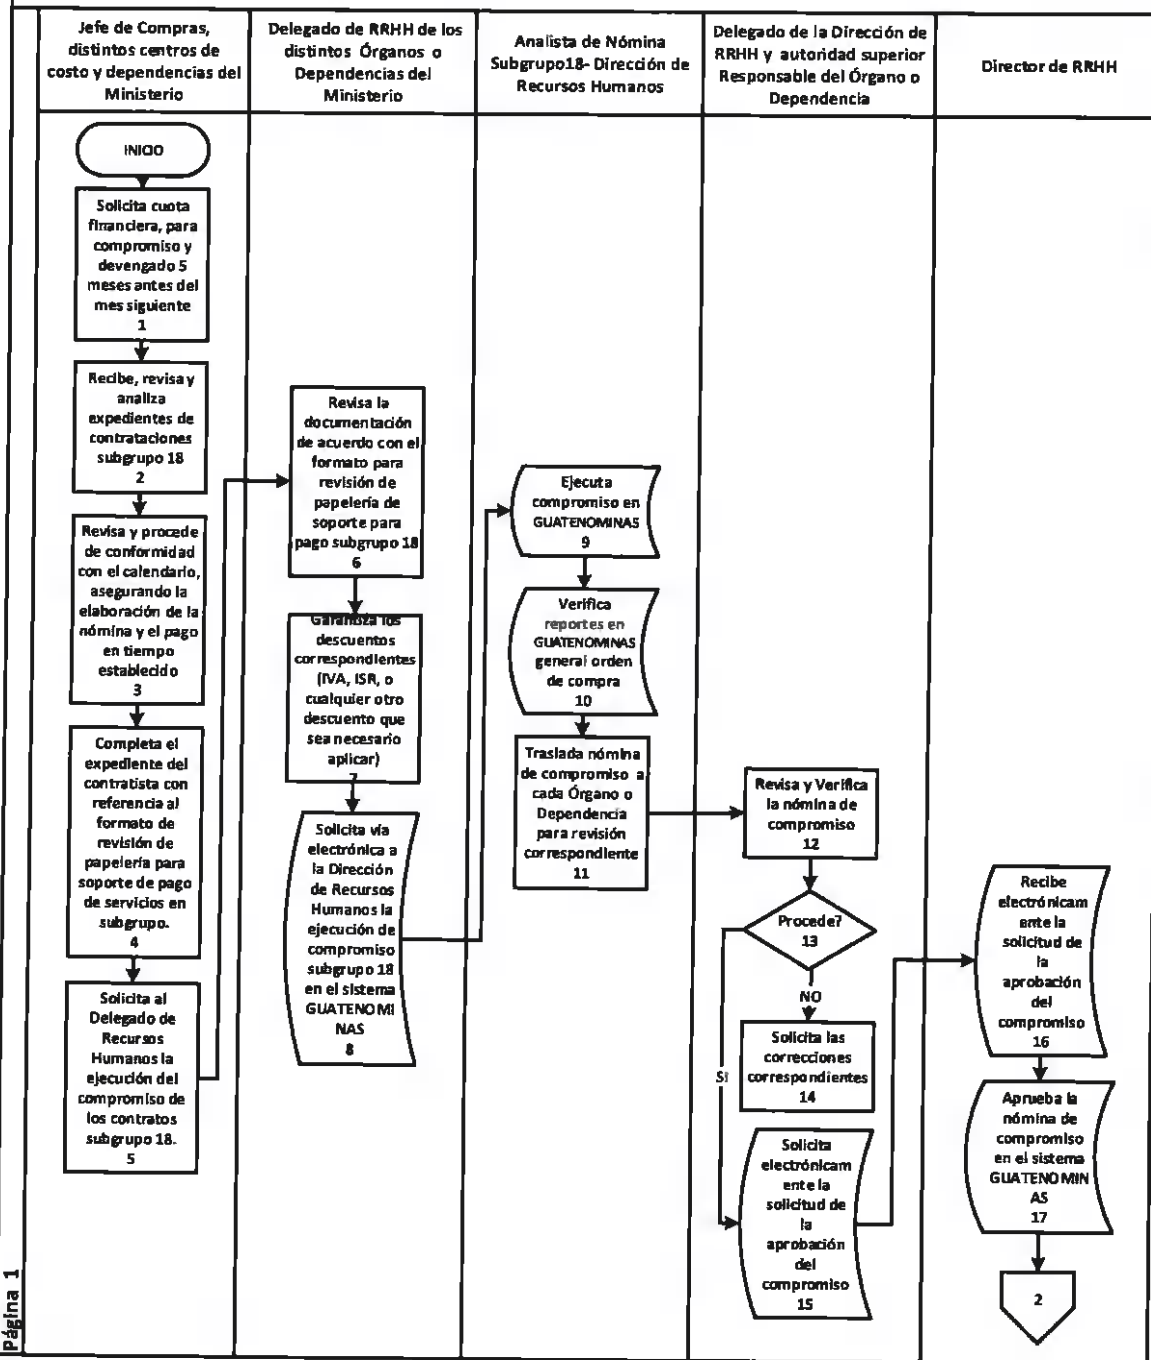 Jefe de Compras,
distintos centros de
costo y dependencias del
Ministerio
Delegado de RRHH de los
distintos Órganos o
Dependencias del
Ministerio
Analista de Nómina
Subgrupo18- Dirección de
Recursos Humanos
Delegado de la Dirección de
RRHH y autoridad superior
Responsable del Órgano o
Dependencia
Director de RRHH
INICIO
Solicita cuota
financiera, para
compromiso y
devengado 5
meses antes del
mes siguiente
1
Recibe, revisa y
analiza
expedientes de
contrataciones
subgrupo 18
2
Revisa y procede
de conformidad
con el calendario,
asegurando la
elaboración de la
nómina y el pago
en tiempo
establecido
3
Completa el
expediente del
contratista con
referencia al
formato de
revisión de
papelería para
soporte de pago
de servicios en
subgrupo.
4
Solicita al
Delegado de
Recursos
Humanos la
ejecución del
compromiso de
los contratos
subgrupo 18.
5
Revisa la
documentación
de acuerdo con el
formato para
revisión de
papelería de
soporte para
pago subgrupo 18
6
Garantiza los
descuentos
correspondientes
(IVA, ISR, o
cualquier otro
descuento que
sea necesario
aplicar)
7
Solicita vía
electrónica a
la Dirección
de Recursos
Humanos la
ejecución de
compromiso
subgrupo 18
en el sistema
GUATENOMI
NAS
8
Ejecuta
compromiso en
GUATENOMINAS
9
Verifica
reportes en
GUATENOMINAS
general orden
de compra
10
Traslada nómina
de compromiso a
cada Órgano o
Dependencia
para revisión
correspondiente
11
Revisa y Verifica
la nómina de
compromiso
12
Procede?
13
NO
SI
Solicita las
correcciones
correspondientes
14
Solicita
electrónicam
ente la
solicitud de
la
aprobación
del
compromiso
15
Recibe
electrónicam
ente la
solicitud de
la
aprobación
del
compromiso
16
Aprueba la
nómina de
compromiso
en el sistema
GUATENOMIN
AS
17
2
Página 1